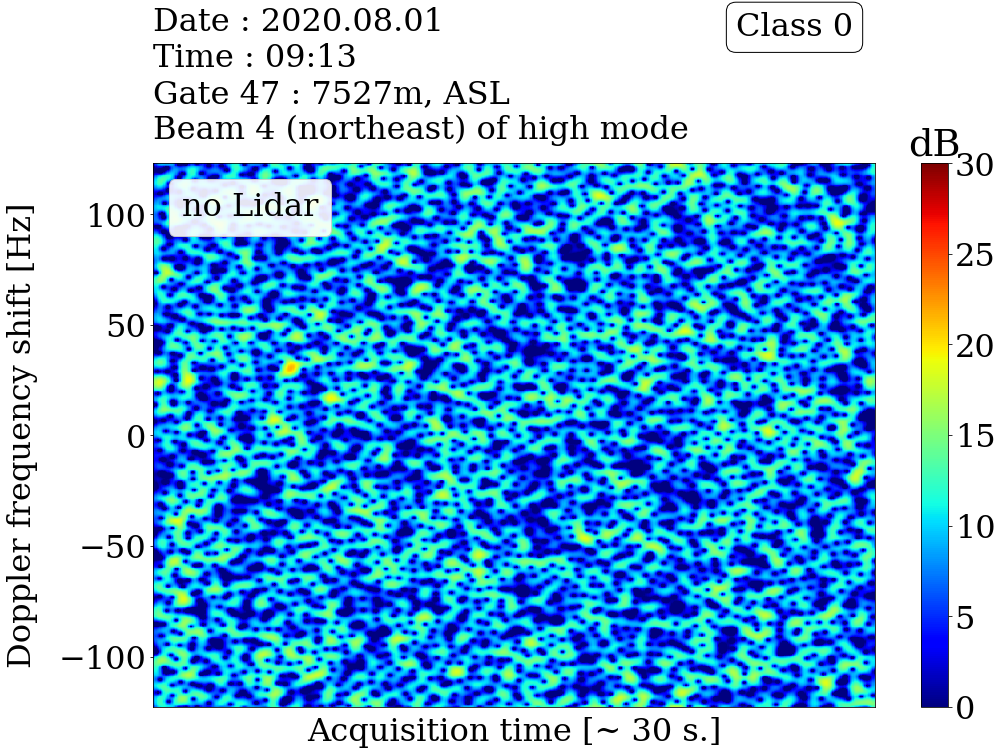 Date : 2020.08.01
Time : 09:13
Gate 47 : 7527m, ASL
Beam 4 (northeast) of high mode
Class 0
no Lidar
dB
30
25
20
15
10
5
0
Doppler frequency shift [Hz]
100
50
0
−50
−100
Acquisition time [~ 30 s.]